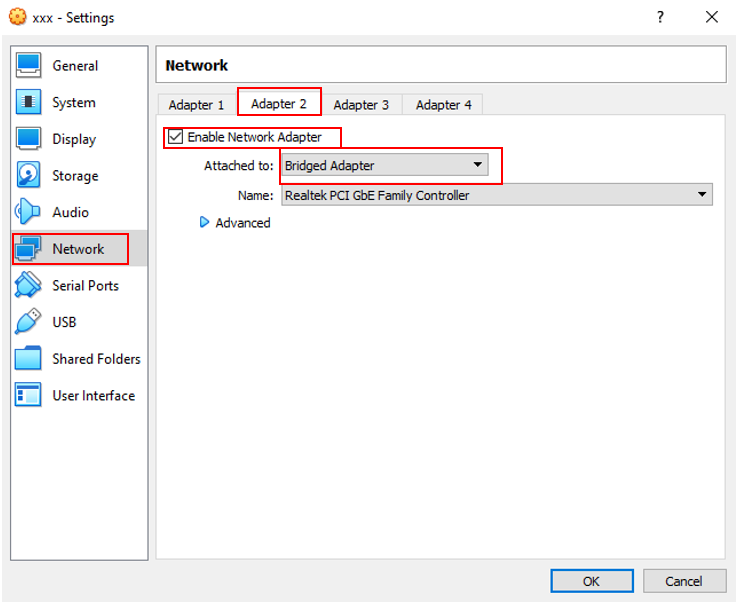 xxx - Settings
?
General
System
Display
Storage
Audio
Network
Serial Ports
USB
Shared Folders
User Interface
Network
Adapter 1 Adapter 2 Adapter 3 Adapter 4
Enable Network Adapter
Attached to: Bridged Adapter
Name: Realtek PCI GbE Family Controller
Advanced
OK Cancel